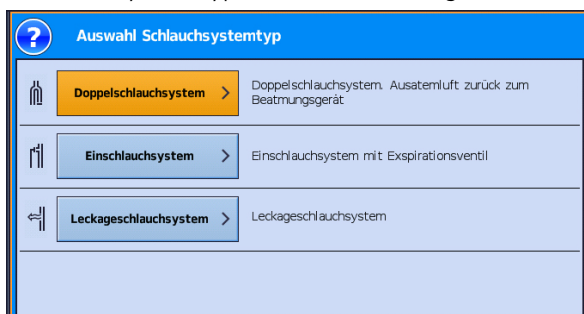 ?
Auswahl Schlauchsystemtyp
Doppelschlauchsystem >
Doppelschlauchsystem. Ausatemluft zurück zum
Beatmungsgerät
Einschlauchsystem >
Einschlauchsystem mit Exspirationsventil
Leckageschlauchsystem >
Leckageschlauchsystem